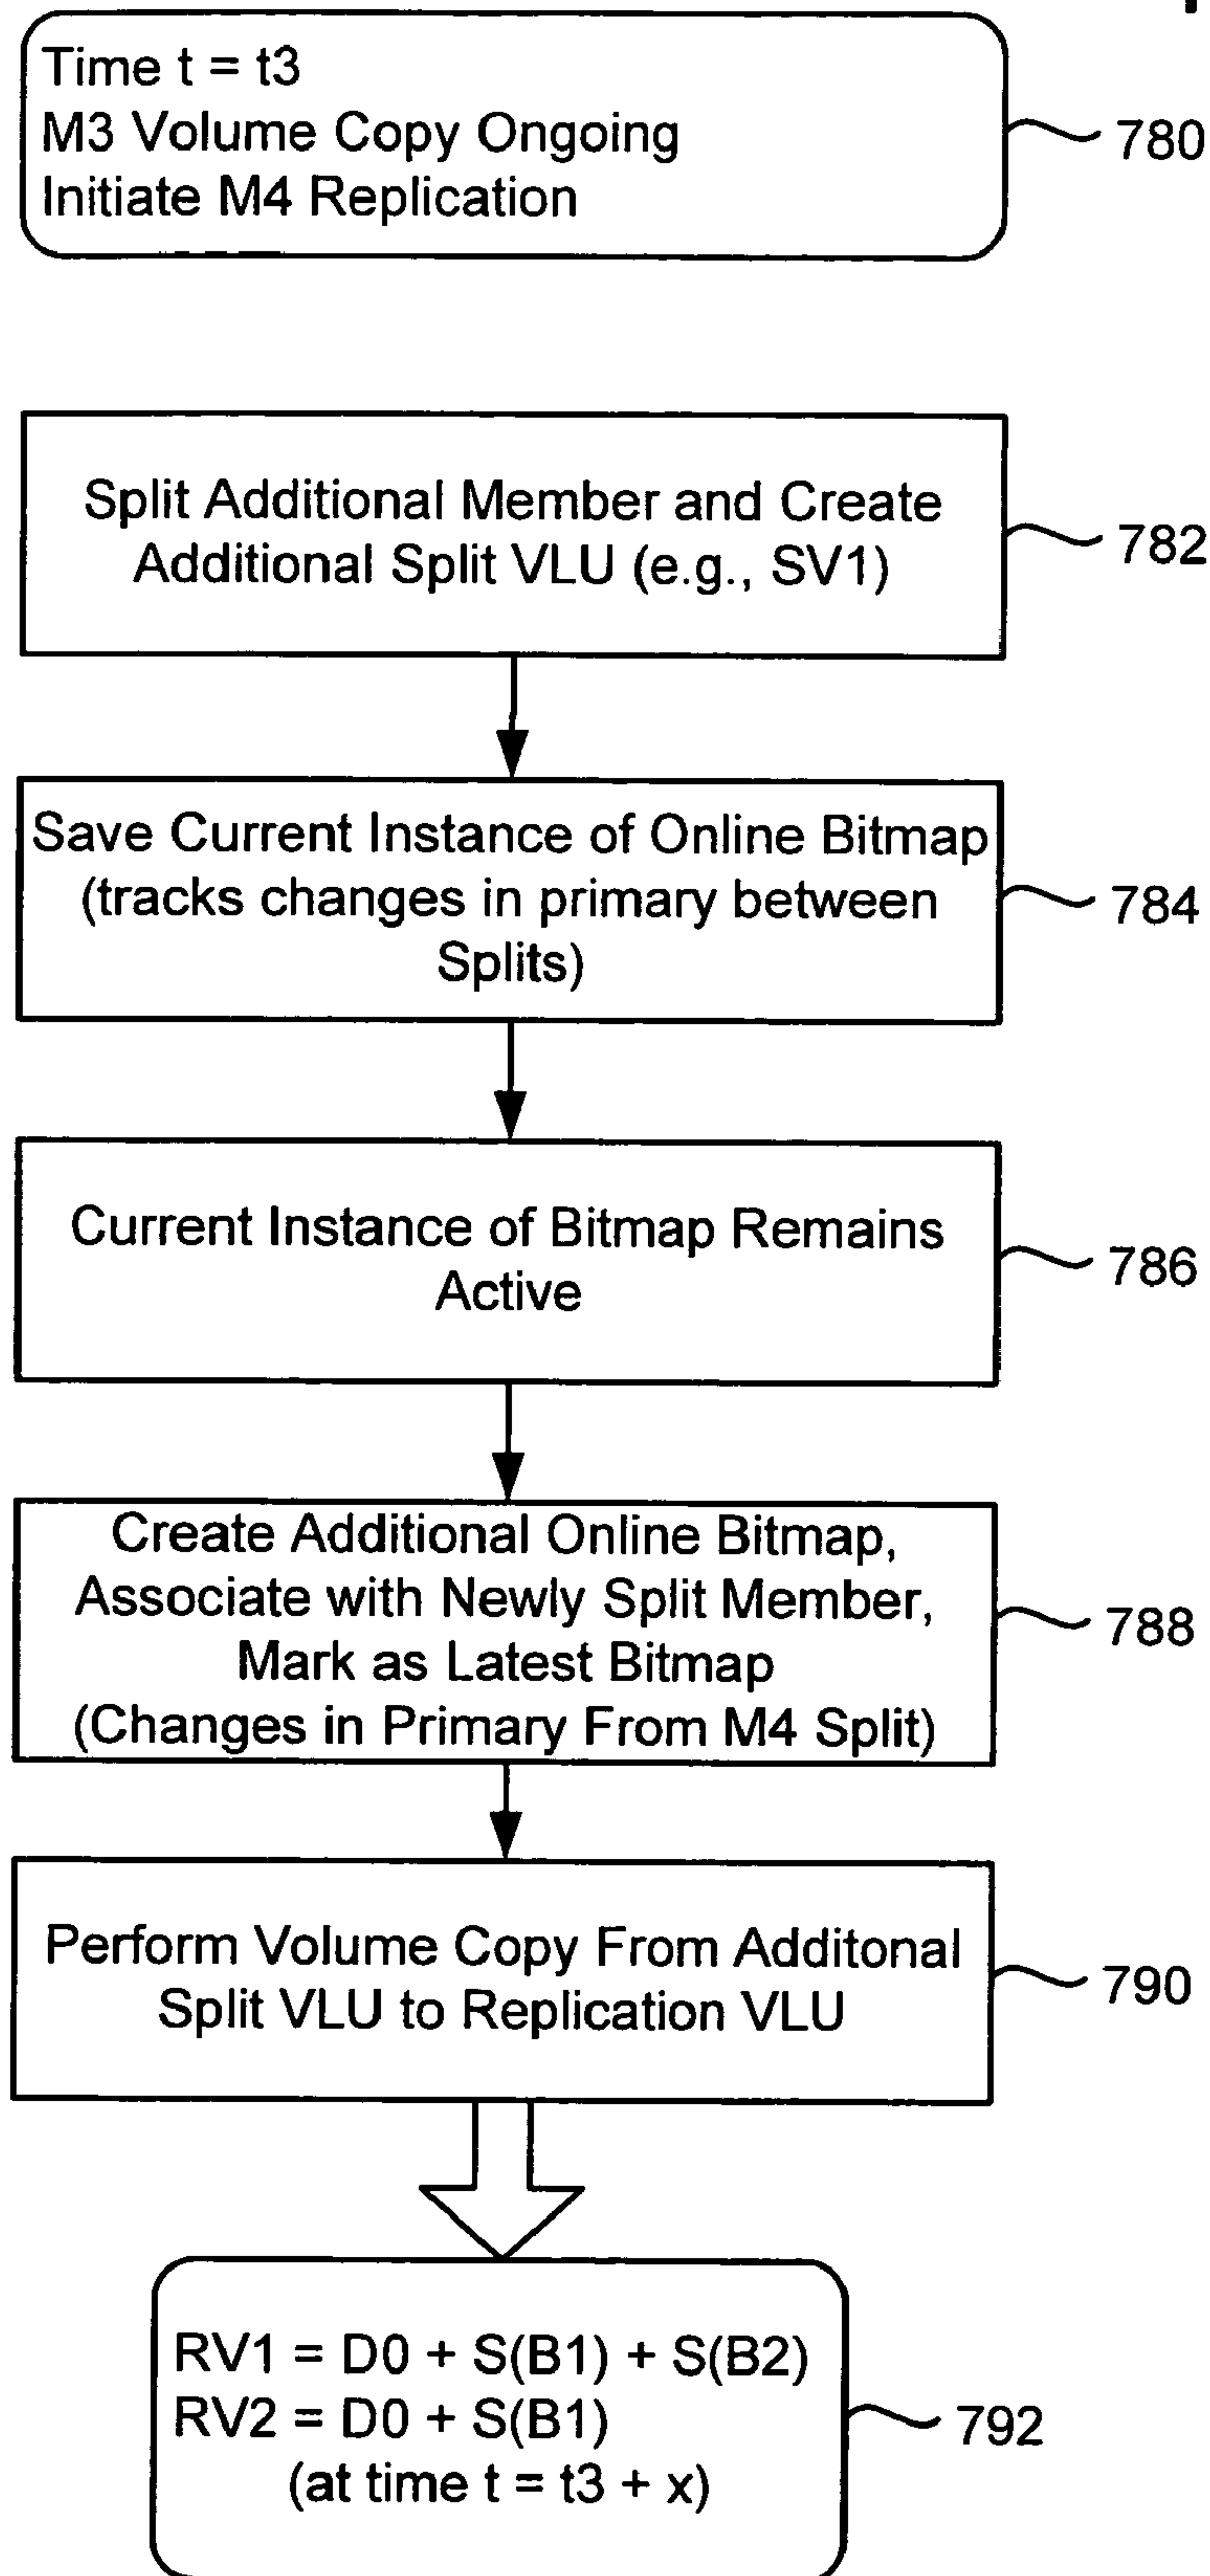 Time t = t3
M3 Volume Copy Ongoing
Initiate M4 Replication
780
Split Additional Member and Create
Additional Split VLU (e.g., SV1)
782
Save Current Instance of Online Bitmap
(tracks changes in primary between
Splits)
784
Current Instance of Bitmap Remains
Active
786
Create Additional Online Bitmap,
Associate with Newly Split Member,
Mark as Latest Bitmap
(Changes in Primary From M4 Split)
788
Perform Volume Copy From Additonal
Split VLU to Replication VLU
790
RV1 = D0 + S(B1) + S(B2)
RV2 = D0 + S(B1)
(at time t = t3 + x)
792